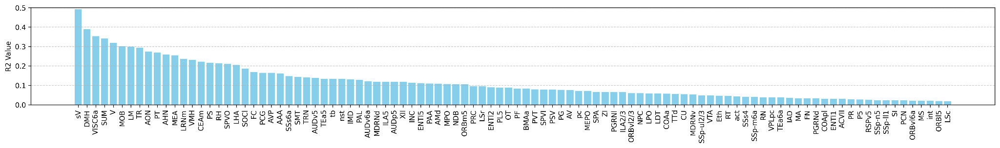 0.5
0.4
0.3
0.2
0.1
0.0
R2 Value
sV
DMH
VISC6a
SUM
V
MOB
LM
TR
AON
PT
AHN
MEA
LRNm
VMH
CEAm
PS
RH
SPVO
LHA
SOCl
FC
PCG
AVP
AAA
SSs6a
SMT
TRN
AUDv5
TEa5
tb
nst
IMD
PAL
AUDv6a
MDRNd
ILA5
AUDp5
XII
INC
ENTl5
PAA
AMd
MPO
NDB
ORBm5
PRC
LSr
ENTl2
PL5
OT
PF
BMAa
PVT
SPVI
PSV
PG
AV
pc
MEPO
SPA
ZI
PGRNl
ILA2/3
ORBvl2/3
NPC
LPO
LDT
COAa
TTd
CU
MDRNv
SSp-ul2/3
VTA
Eth
RT
act
SSs4
SSp-m6a
RN
VPLpc
TEa6a
IAD
MA
FN
PGRNd
COApl
ENTl1
ACVII
PR
P5
RSPv5
SSp-n5
SSp-ll1
SI
PCN
ORBvl6a
MS
int
ORBl5
LSc